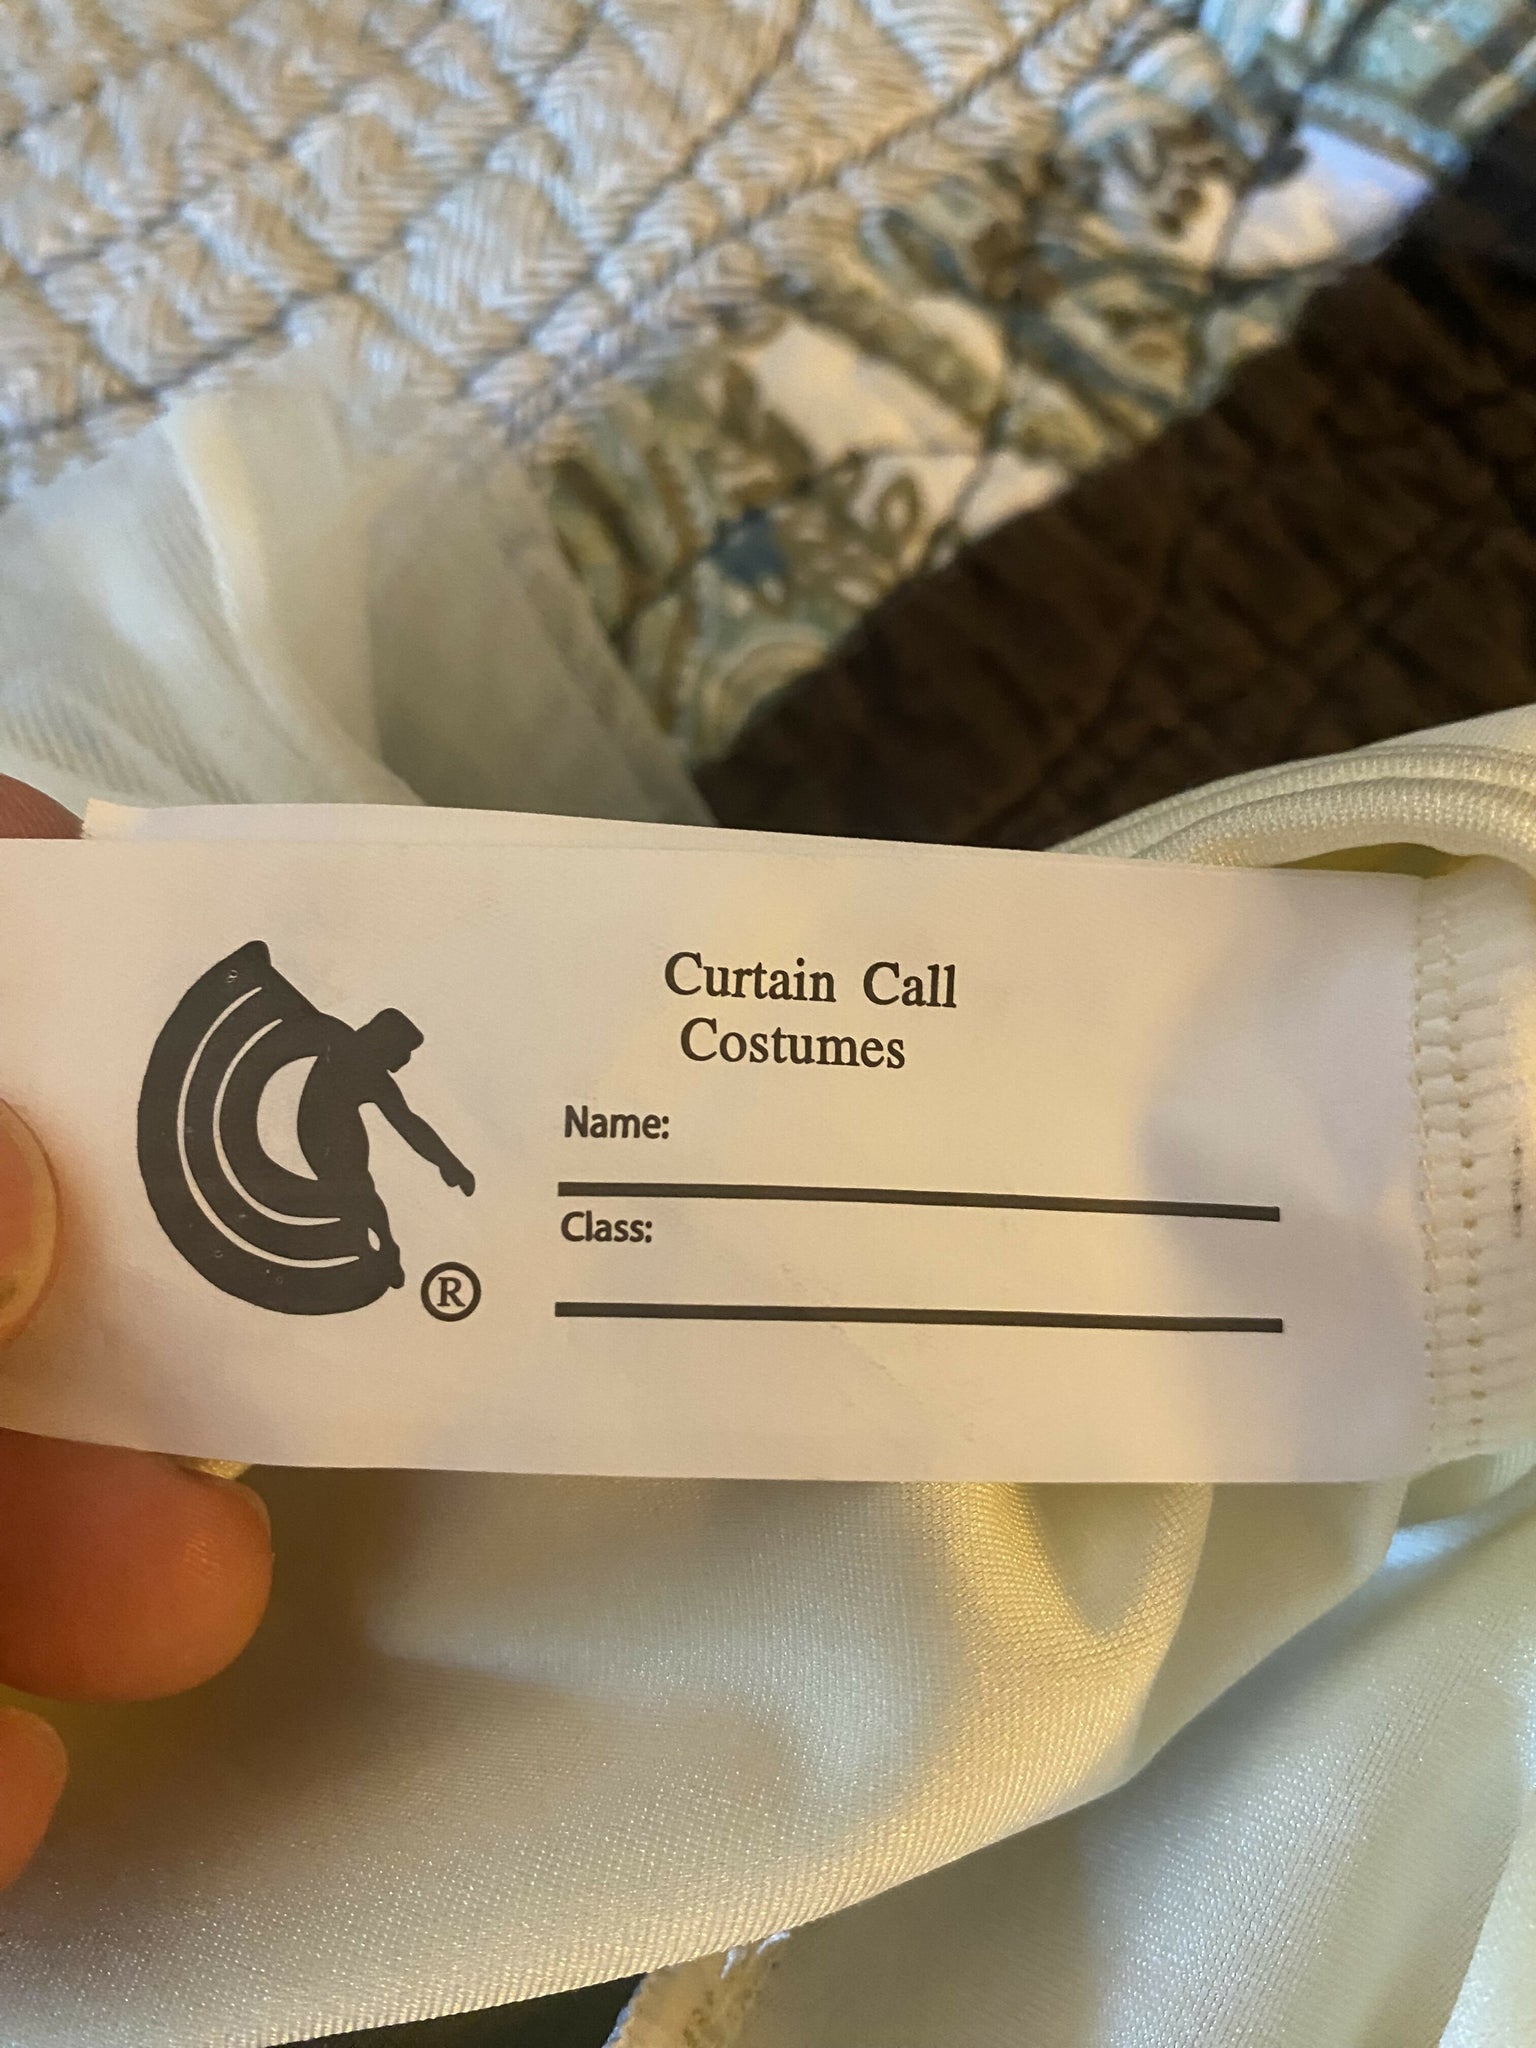 Curtain Call
Costumes
Name:
Class:
®